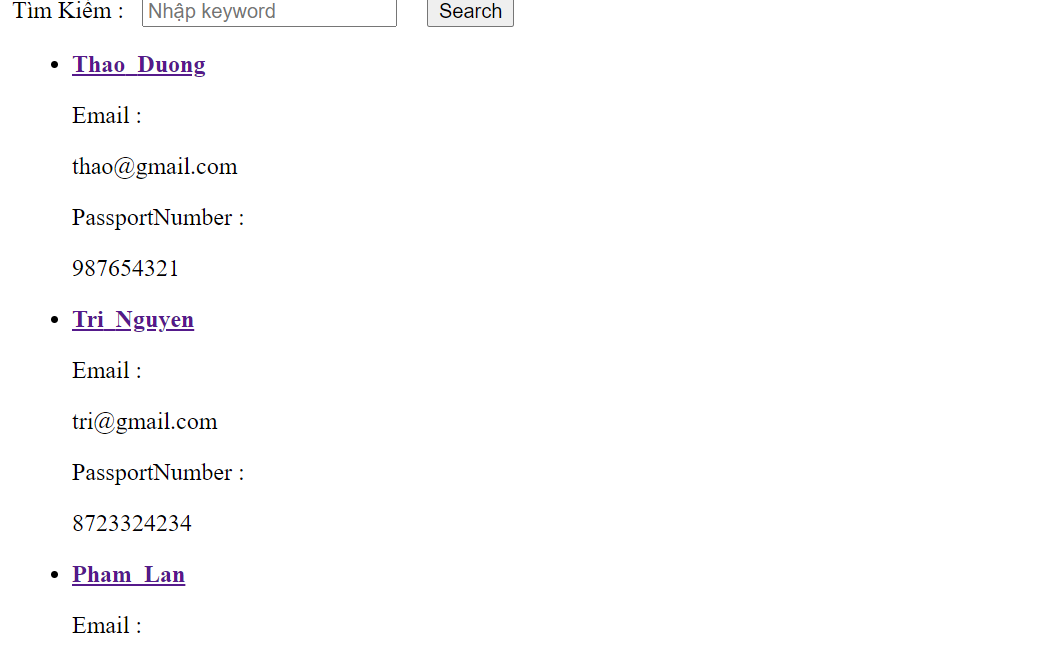 Tìm Kiếm : Nhập keyword Search
Thao Duong
Email :
thao@gmail.com
PassportNumber :
987654321
Tri Nguyen
Email :
tri@gmail.com
PassportNumber :
8723324234
Pham Lan
Email :